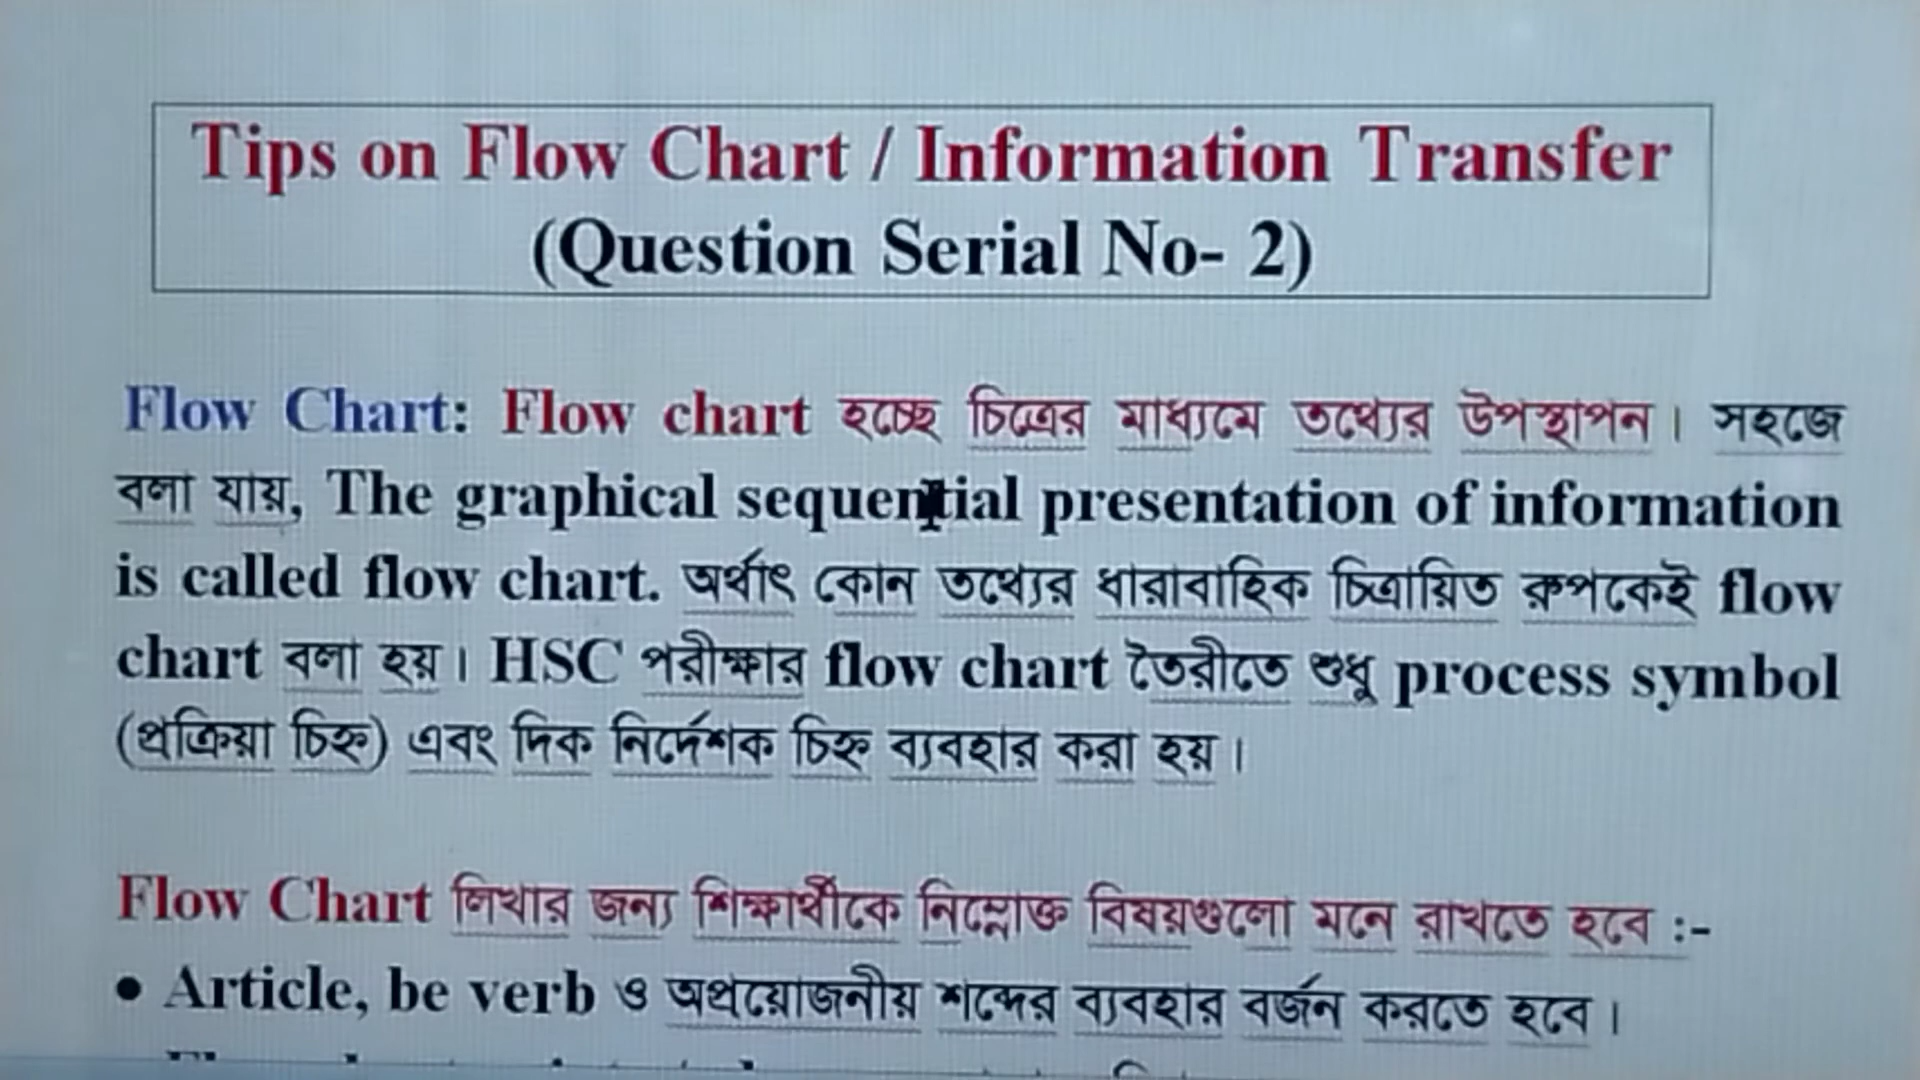 Tips on Flow Chart / Information Transfer
(Question Serial No- 2)
Flow Chart: Flow chart হচ্ছে চিত্রের মাধ্যমে তথ্যের উপস্থাপন। সহজে
বলা যায়, The graphical sequential presentation of information
is called flow chart. অর্থাৎ কোন তথ্যের ধারাবাহিক চিত্রায়িত রুপকেই flow
chart বলা হয়। HSC পরীক্ষার flow chart তৈরীতে শুধু process symbol
(প্রক্রিয়া চিহ্ন) এবং দিক নির্দেশক চিহ্ন ব্যবহার করা হয়।
Flow Chart লিখার জন্য শিক্ষার্থীকে নিম্নোক্ত বিষয়গুলো মনে রাখতে হবে :-
• Article, be verb ও অপ্রয়োজনীয় শব্দের ব্যবহার বর্জন করতে হবে।